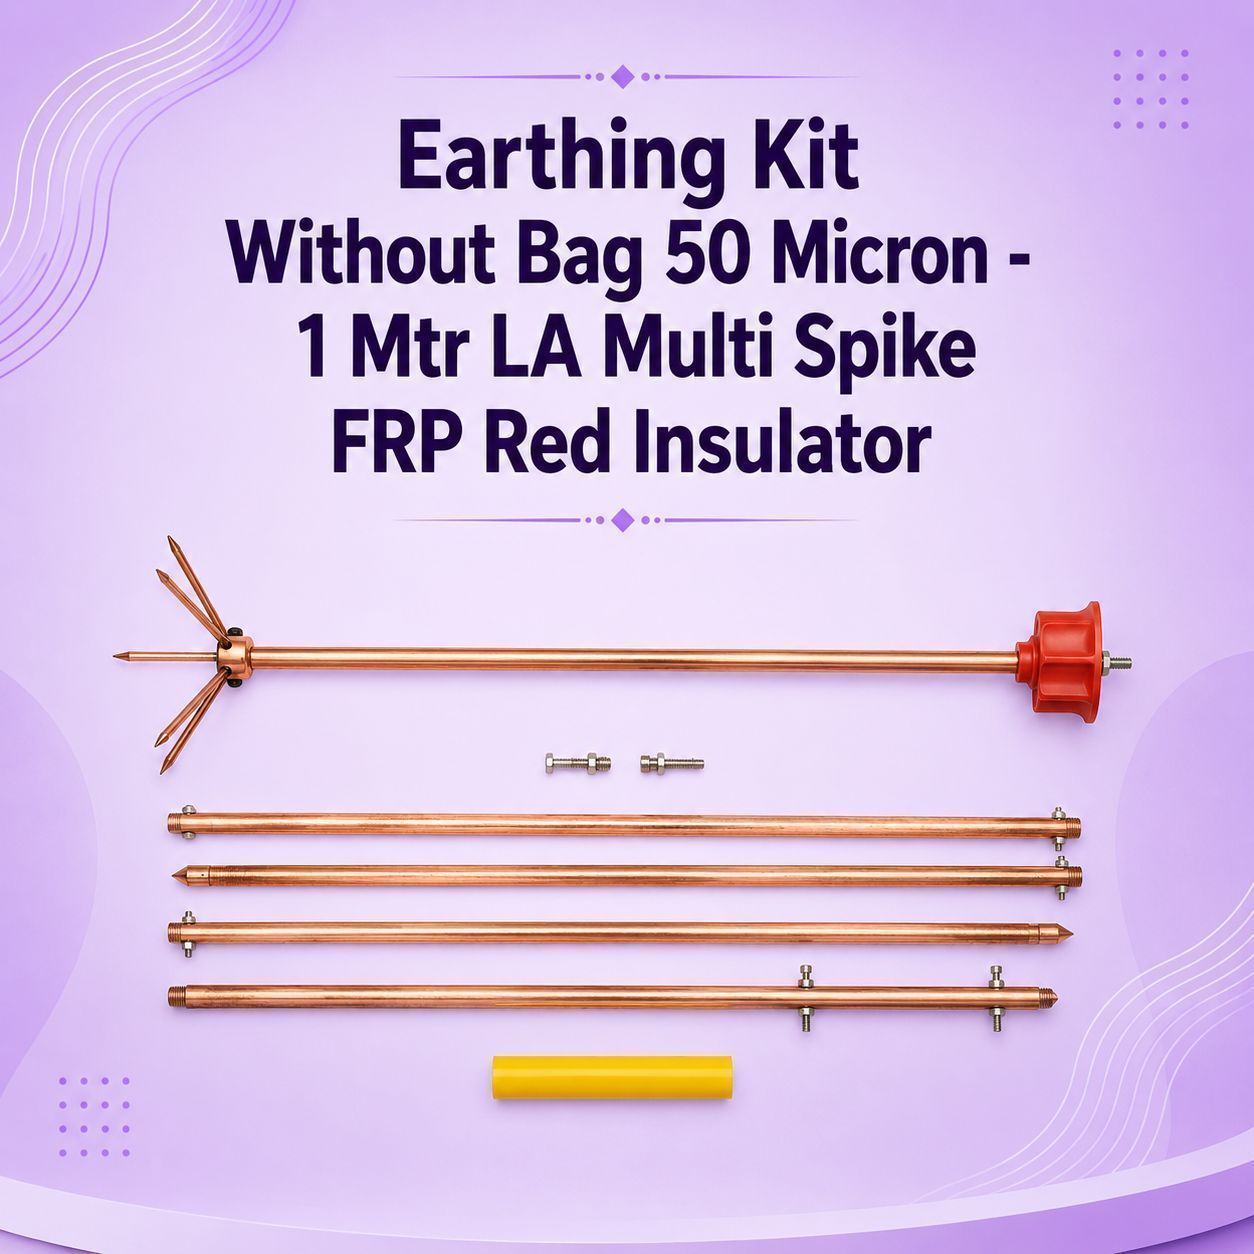 Earthing Kit
Without Bag 50 Micron -
1 Mtr LA Multi Spike
FRP Red Insulator